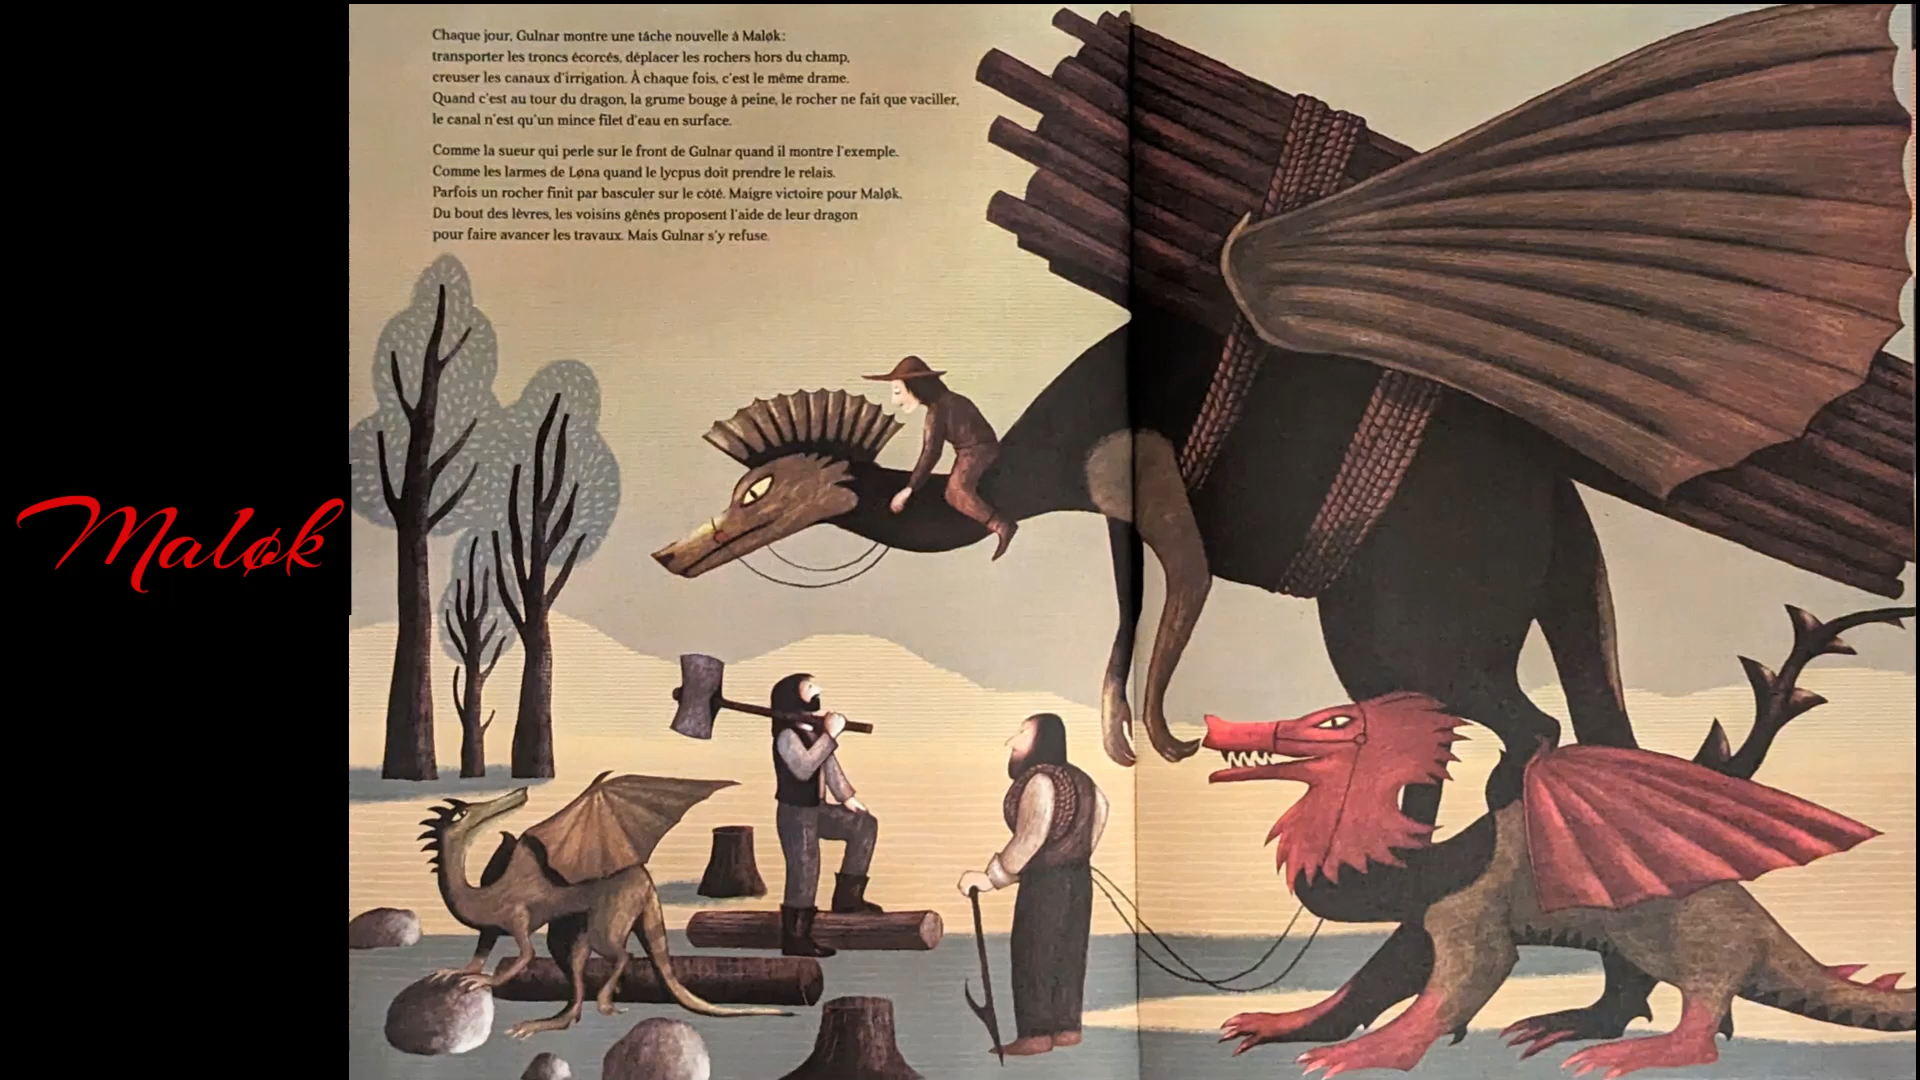 Chaque jour, Gulnar montre une tâche nouvelle à Maløk:
transporter les troncs écorcés, déplacer les rochers hors du champ,
creuser les canaux d'irrigation. À chaque fois, c'est le même drame.
Quand c'est au tour du dragon, la grume bouge à peine, le rocher ne fait que vaciller,
le canal n'est qu'un mince filet d'eau en surface.
Comme la sueur qui perle sur le front de Gulnar quand il montre l'exemple.
Comme les larmes de Løna quand le lycpus doit prendre le relais.
Parfois un rocher finit par basculer sur le côté. Maigre victoire pour Maløk.
Du bout des lèvres, les voisins gênés proposent l'aide de leur dragon
pour faire avancer les travaux. Mais Gulnar s'y refuse.
Maløk